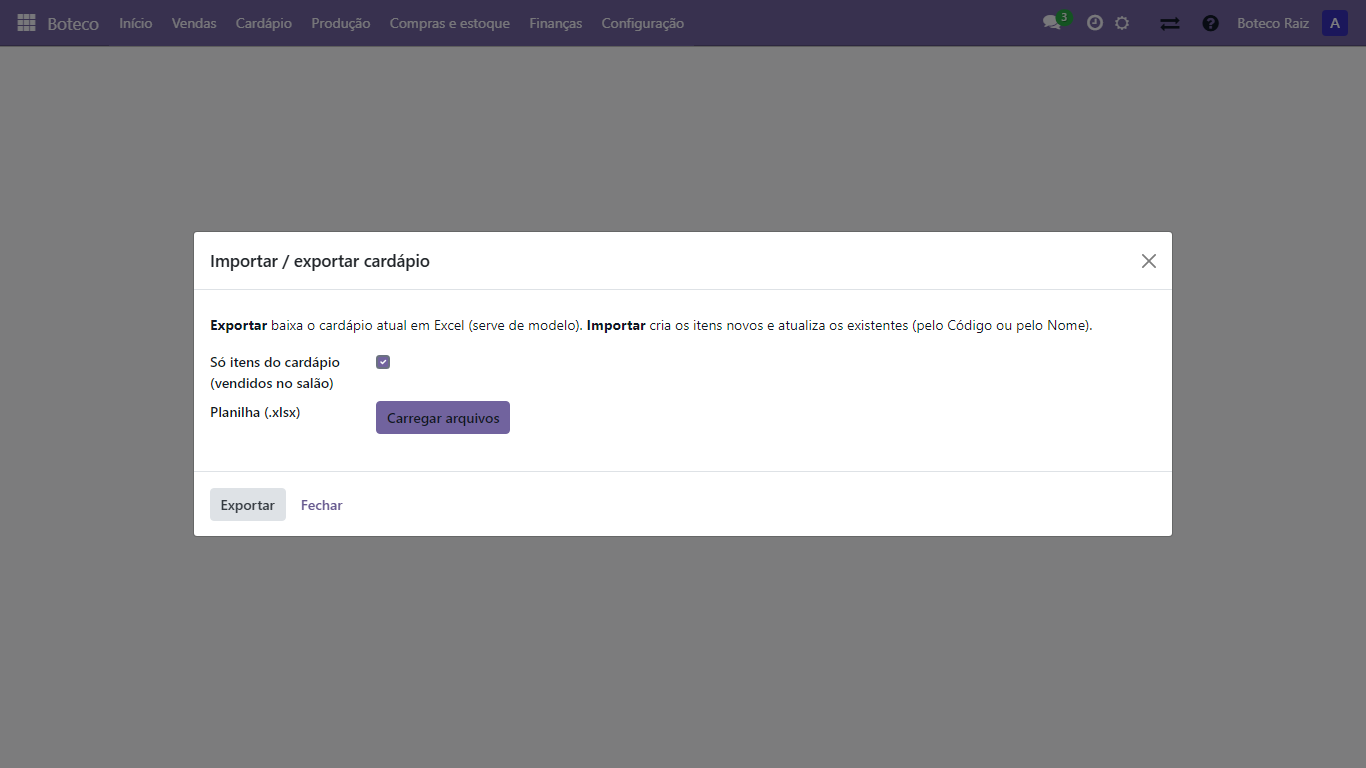 Boteco Início Vendas Cardápio Produção Compras e estoque Finanças Configuração 3 Boteco Raiz A
Importar / exportar cardápio
Exportar baixa o cardápio atual em Excel (serve de modelo). Importar cria os itens novos e atualiza os existentes (pelo Código ou pelo Nome).
Só itens do cardápio
(vendidos no salão)
Planilha (.xlsx) Carregar arquivos
Exportar Fechar